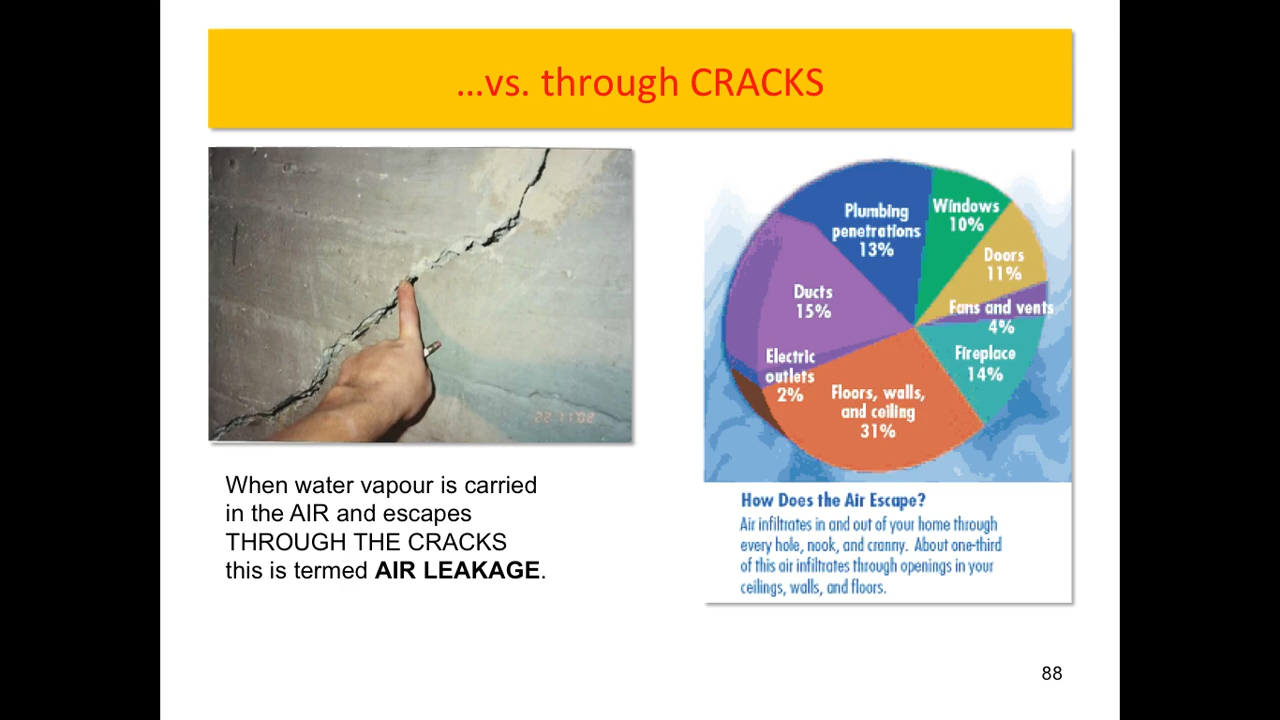 ...vs. through CRACKS
22.11:02
When water vapour is carried
in the AIR and escapes
THROUGH THE CRACKS
this is termed AIR LEAKAGE.
Plumbing
penetrations
13%
Windows
10%
Doors
11%
Fans and vents
4%
Fireplace
14%
Floors, walls,
and ceiling
31%
Electric
outlets
2%
Ducts
15%
How Does the Air Escape?
Air infiltrates in and out of your home through
every hole, nook, and cranny. About one-third
of this air infiltrates through openings in your
ceilings, walls, and floors.
88